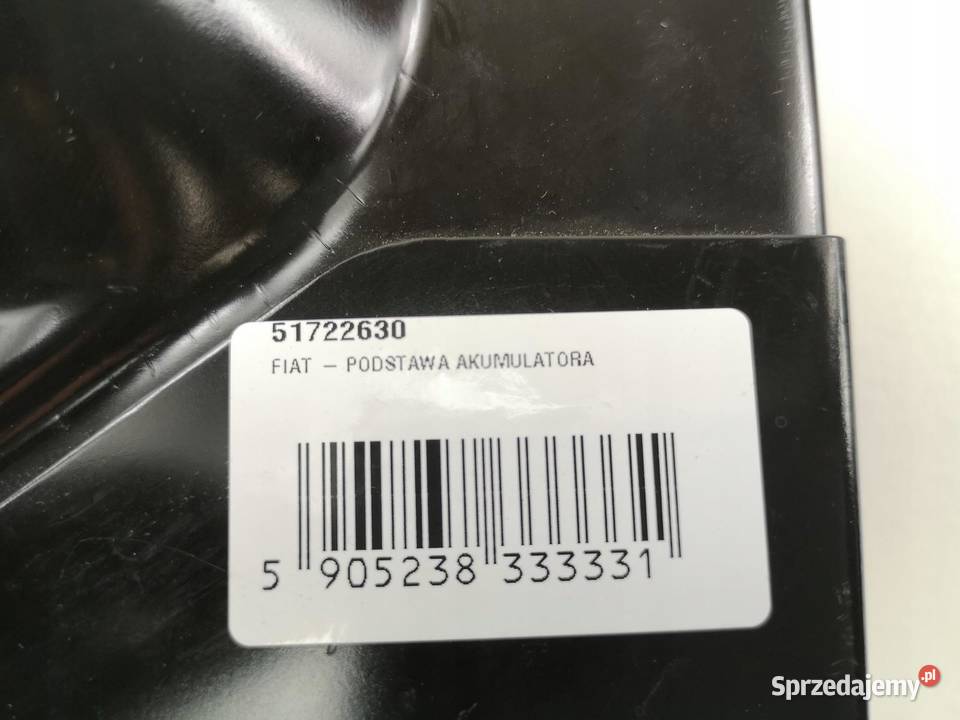 51722630
FIAT – PODSTAWA AKUMULATORA
5 905238 333331
Sprzedajemy.pl